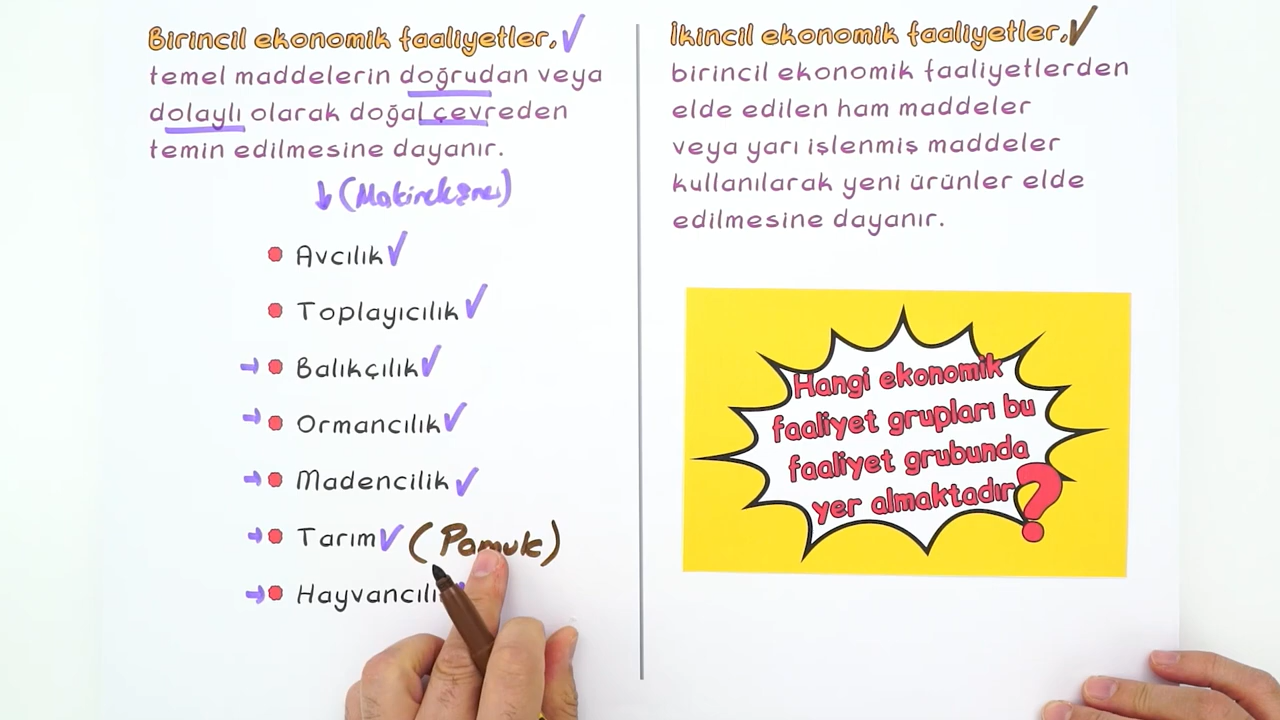 Birincil ekonomik faaliyetler,
temel maddelerin doğrudan veya
dolaylı olarak doğal çevreden
temin edilmesine dayanır.
Avcılık
Toplayıcılık
Balıkçılık
Ormancılık
Madencilik
Tarım (Pamuk)
Hayvancılık
İkincil ekonomik faaliyetler,
birincil ekonomik faaliyetlerden
elde edilen ham maddeler
veya yarı işlenmiş maddeler
kullanılarak yeni ürünler elde
edilmesine dayanır.
Hangi ekonomik
faaliyet grupları bu
faaliyet grubunda
yer almaktadır?